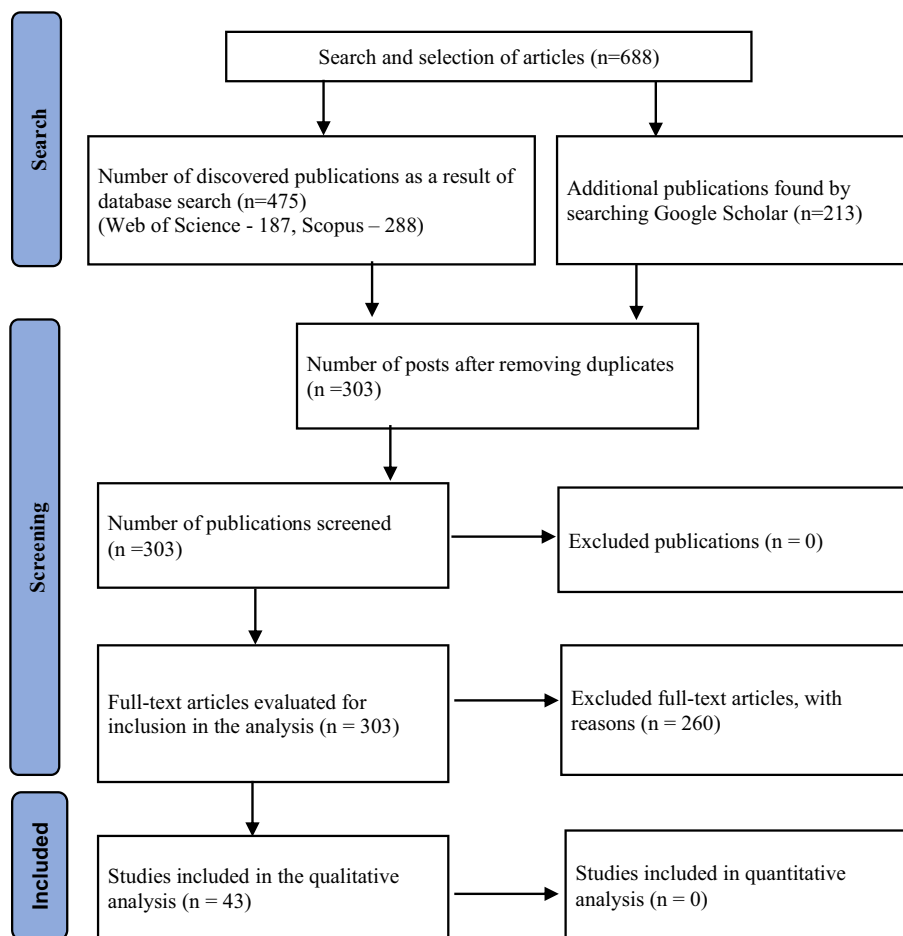 Search
Search and selection of articles (n=688)
Number of discovered publications as a result of
database search (n=475)
(Web of Science - 187, Scopus – 288)
Additional publications found by
searching Google Scholar (n=213)
Screening
Number of posts after removing duplicates
(n =303)
Number of publications screened
(n =303)
Excluded publications (n = 0)
Full-text articles evaluated for
inclusion in the analysis (n = 303)
Excluded full-text articles, with
reasons (n = 260)
Included
Studies included in the qualitative
analysis (n = 43)
Studies included in quantitative
analysis (n = 0)